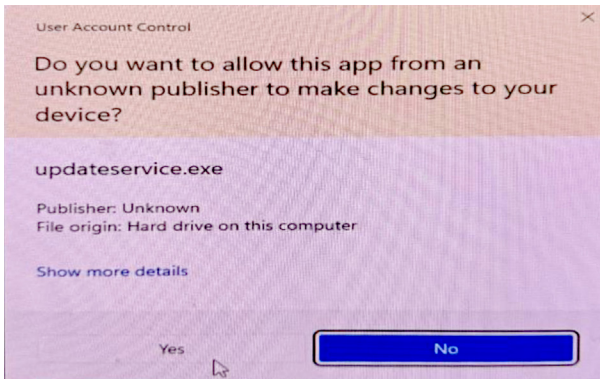 User Account Control
Do you want to allow this app from an
unknown publisher to make changes to your
device?
updateservice.exe
Publisher: Unknown
File origin: Hard drive on this computer
Show more details
Yes
No